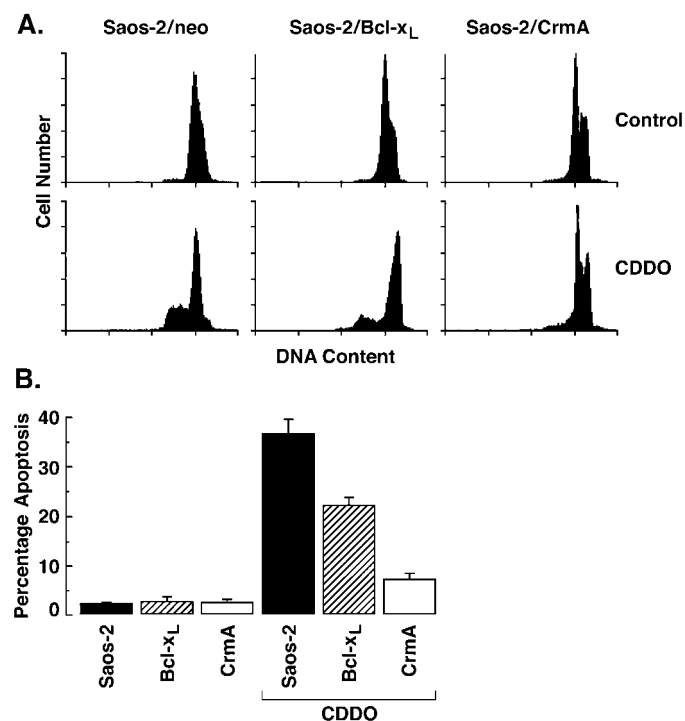 A.
Saos-2/neo Saos-2/Bcl-xL Saos-2/CrmA
Cell Number
Control
CDDO
DNA Content
B.
Percentage Apoptosis
40
30
20
10
0
Saos-2 Bcl-xL CrmA Saos-2 Bcl-xL CrmA
CDDO